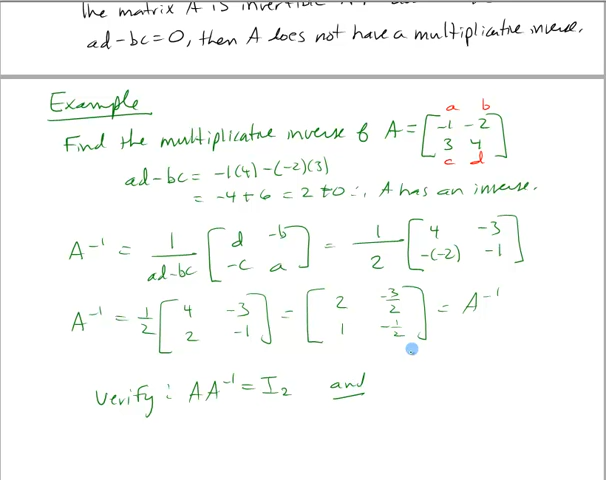 The matrix A is invertible
ad-bc=0, then A does not have a multiplicative inverse.
Example
a b
Find the multiplicative inverse of A = [-1 -2
3 4]
c d
ad-bc = -1(4) - (-2)(3)
= -4+6 = 2 ≠ 0 ∴ A has an inverse.
A⁻¹ = 1/(ad-bc) [d -b
-c a] = 1/2 [4 -3
-(-2) -1]
A⁻¹ = 1/2 [4 -3
2 -1] = [2 -3/2
1 -1/2] = A⁻¹
Verify: AA⁻¹ = I₂ and